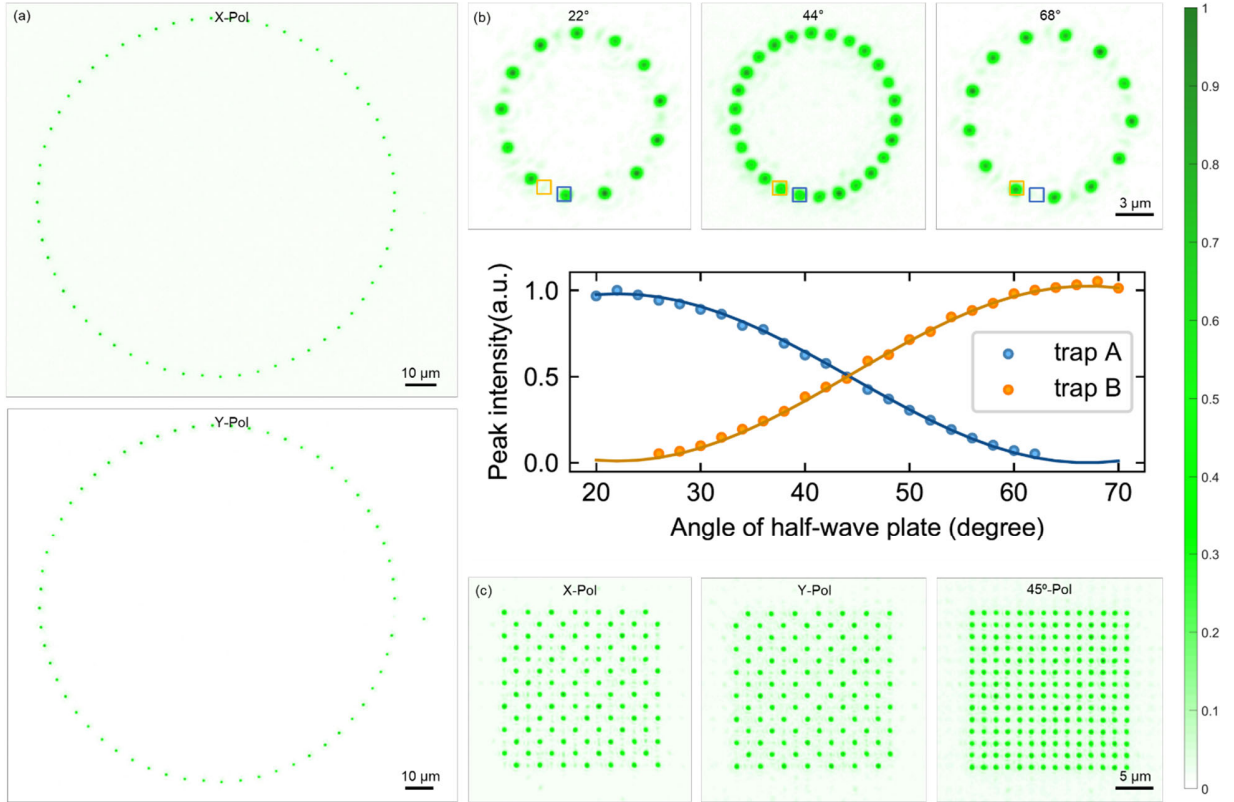 (a)
X-Pol
10 µm
Y-Pol
10 µm
(b)
22°
44°
68°
3 µm
Peak intensity(a.u.)
1.0
0.5
0.0
trap A
trap B
20 30 40 50 60 70
Angle of half-wave plate (degree)
(c)
X-Pol
Y-Pol
45º-Pol
5 µm
1
0.9
0.8
0.7
0.6
0.5
0.4
0.3
0.2
0.1
0